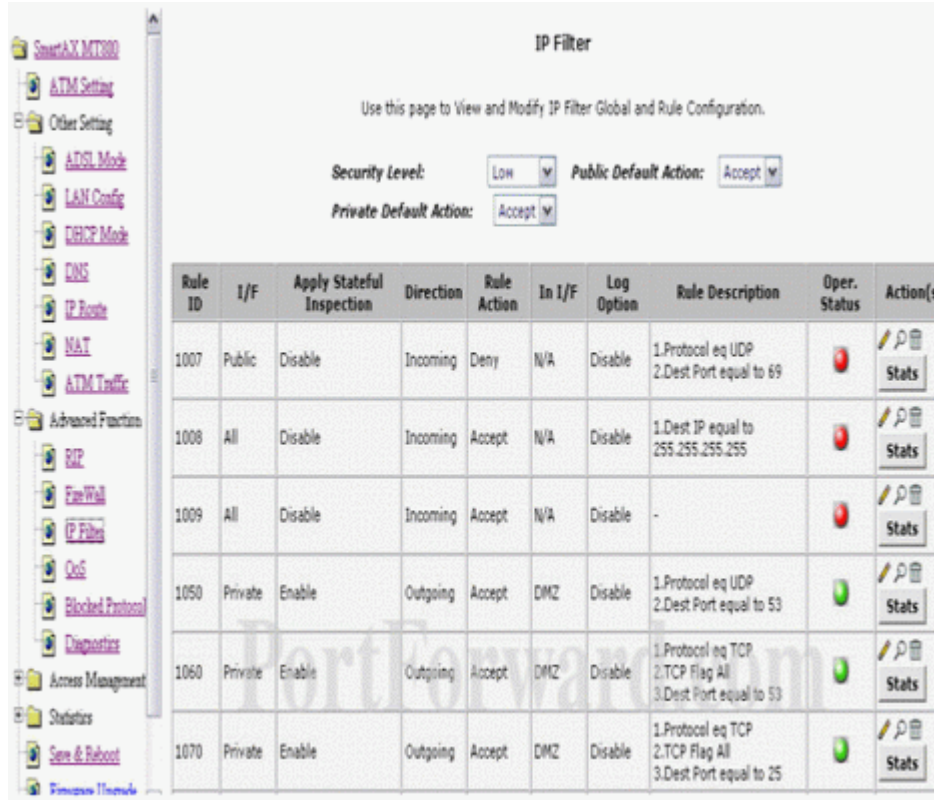 SmartAX MT880
ATM Setting
Other Setting
ADSL Mode
LAN Config
DHCP Mode
DNS
IP Route
NAT
ATM Traffic
Advanced Function
RIP
FireWall
IP Filter
QoS
Blocked Protocol
Diagnostics
Access Management
Statistics
Save & Reboot
Firmware Upgrade
IP Filter
Use this page to View and Modify IP Filter Global and Rule Configuration.
Security Level: Low Public Default Action: Accept
Private Default Action: Accept
Rule ID I/F Apply Stateful Inspection Direction Rule Action In I/F Log Option Rule Description Oper. Status Action(s
1007 Public Disable Incoming Deny N/A Disable 1.Protocol eq UDP
2.Dest Port equal to 69
Stats
1008 All Disable Incoming Accept N/A Disable 1.Dest IP equal to
255.255.255.255
Stats
1009 All Disable Incoming Accept N/A Disable -
Stats
1050 Private Enable Outgoing Accept DMZ Disable 1.Protocol eq UDP
2.Dest Port equal to 53
Stats
1060 Private Enable Outgoing Accept DMZ Disable 1.Protocol eq TCP
2.TCP Flag All
3.Dest Port equal to 53
Stats
1070 Private Enable Outgoing Accept DMZ Disable 1.Protocol eq TCP
2.TCP Flag All
3.Dest Port equal to 25
Stats
PortForward.com